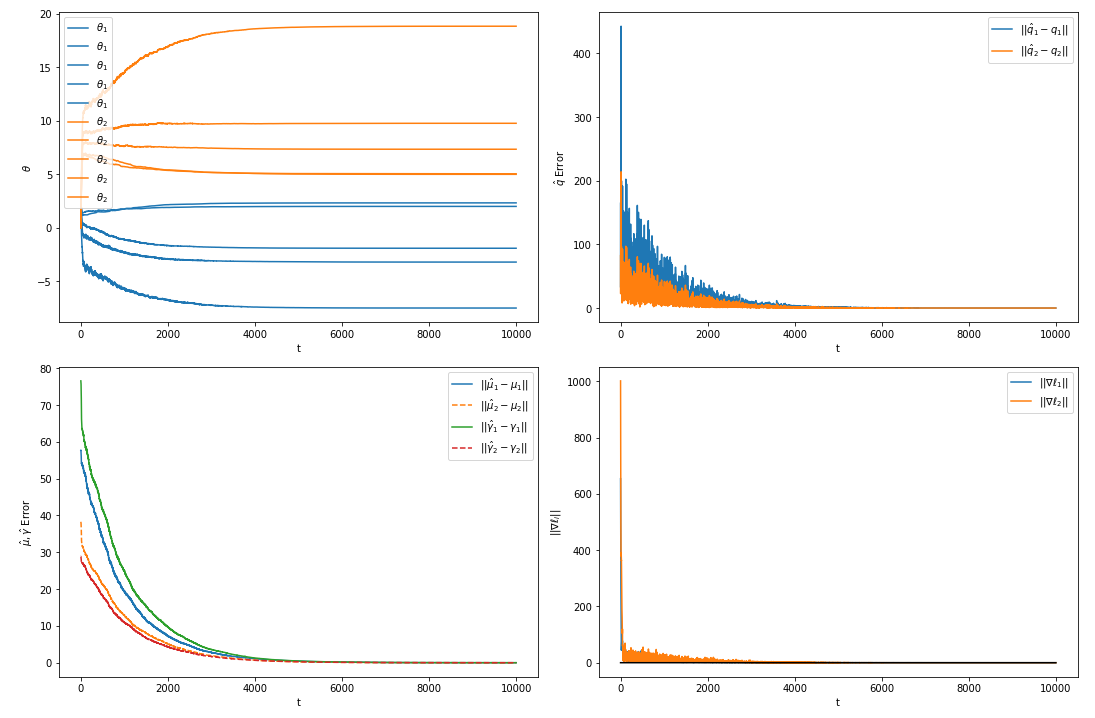 20
15
10
5
0
−5
θ
θ₁
θ₁
θ₁
θ₁
θ₁
θ₂
θ₂
θ₂
θ₂
θ₂
0 2000 4000 6000 8000 10000
t
400
300
200
100
0
q̂ Error
||q̂₁ − q₁||
||q̂₂ − q₂||
0 2000 4000 6000 8000 10000
t
80
70
60
50
40
30
20
10
0
μ̂, γ̂ Error
||μ̂₁ − μ₁||
||μ̂₂ − μ₂||
||γ̂₁ − γ₁||
||γ̂₂ − γ₂||
0 2000 4000 6000 8000 10000
t
1000
800
600
400
200
0
||∇ℓᵢ||
||∇ℓ₁||
||∇ℓ₂||
0 2000 4000 6000 8000 10000
t